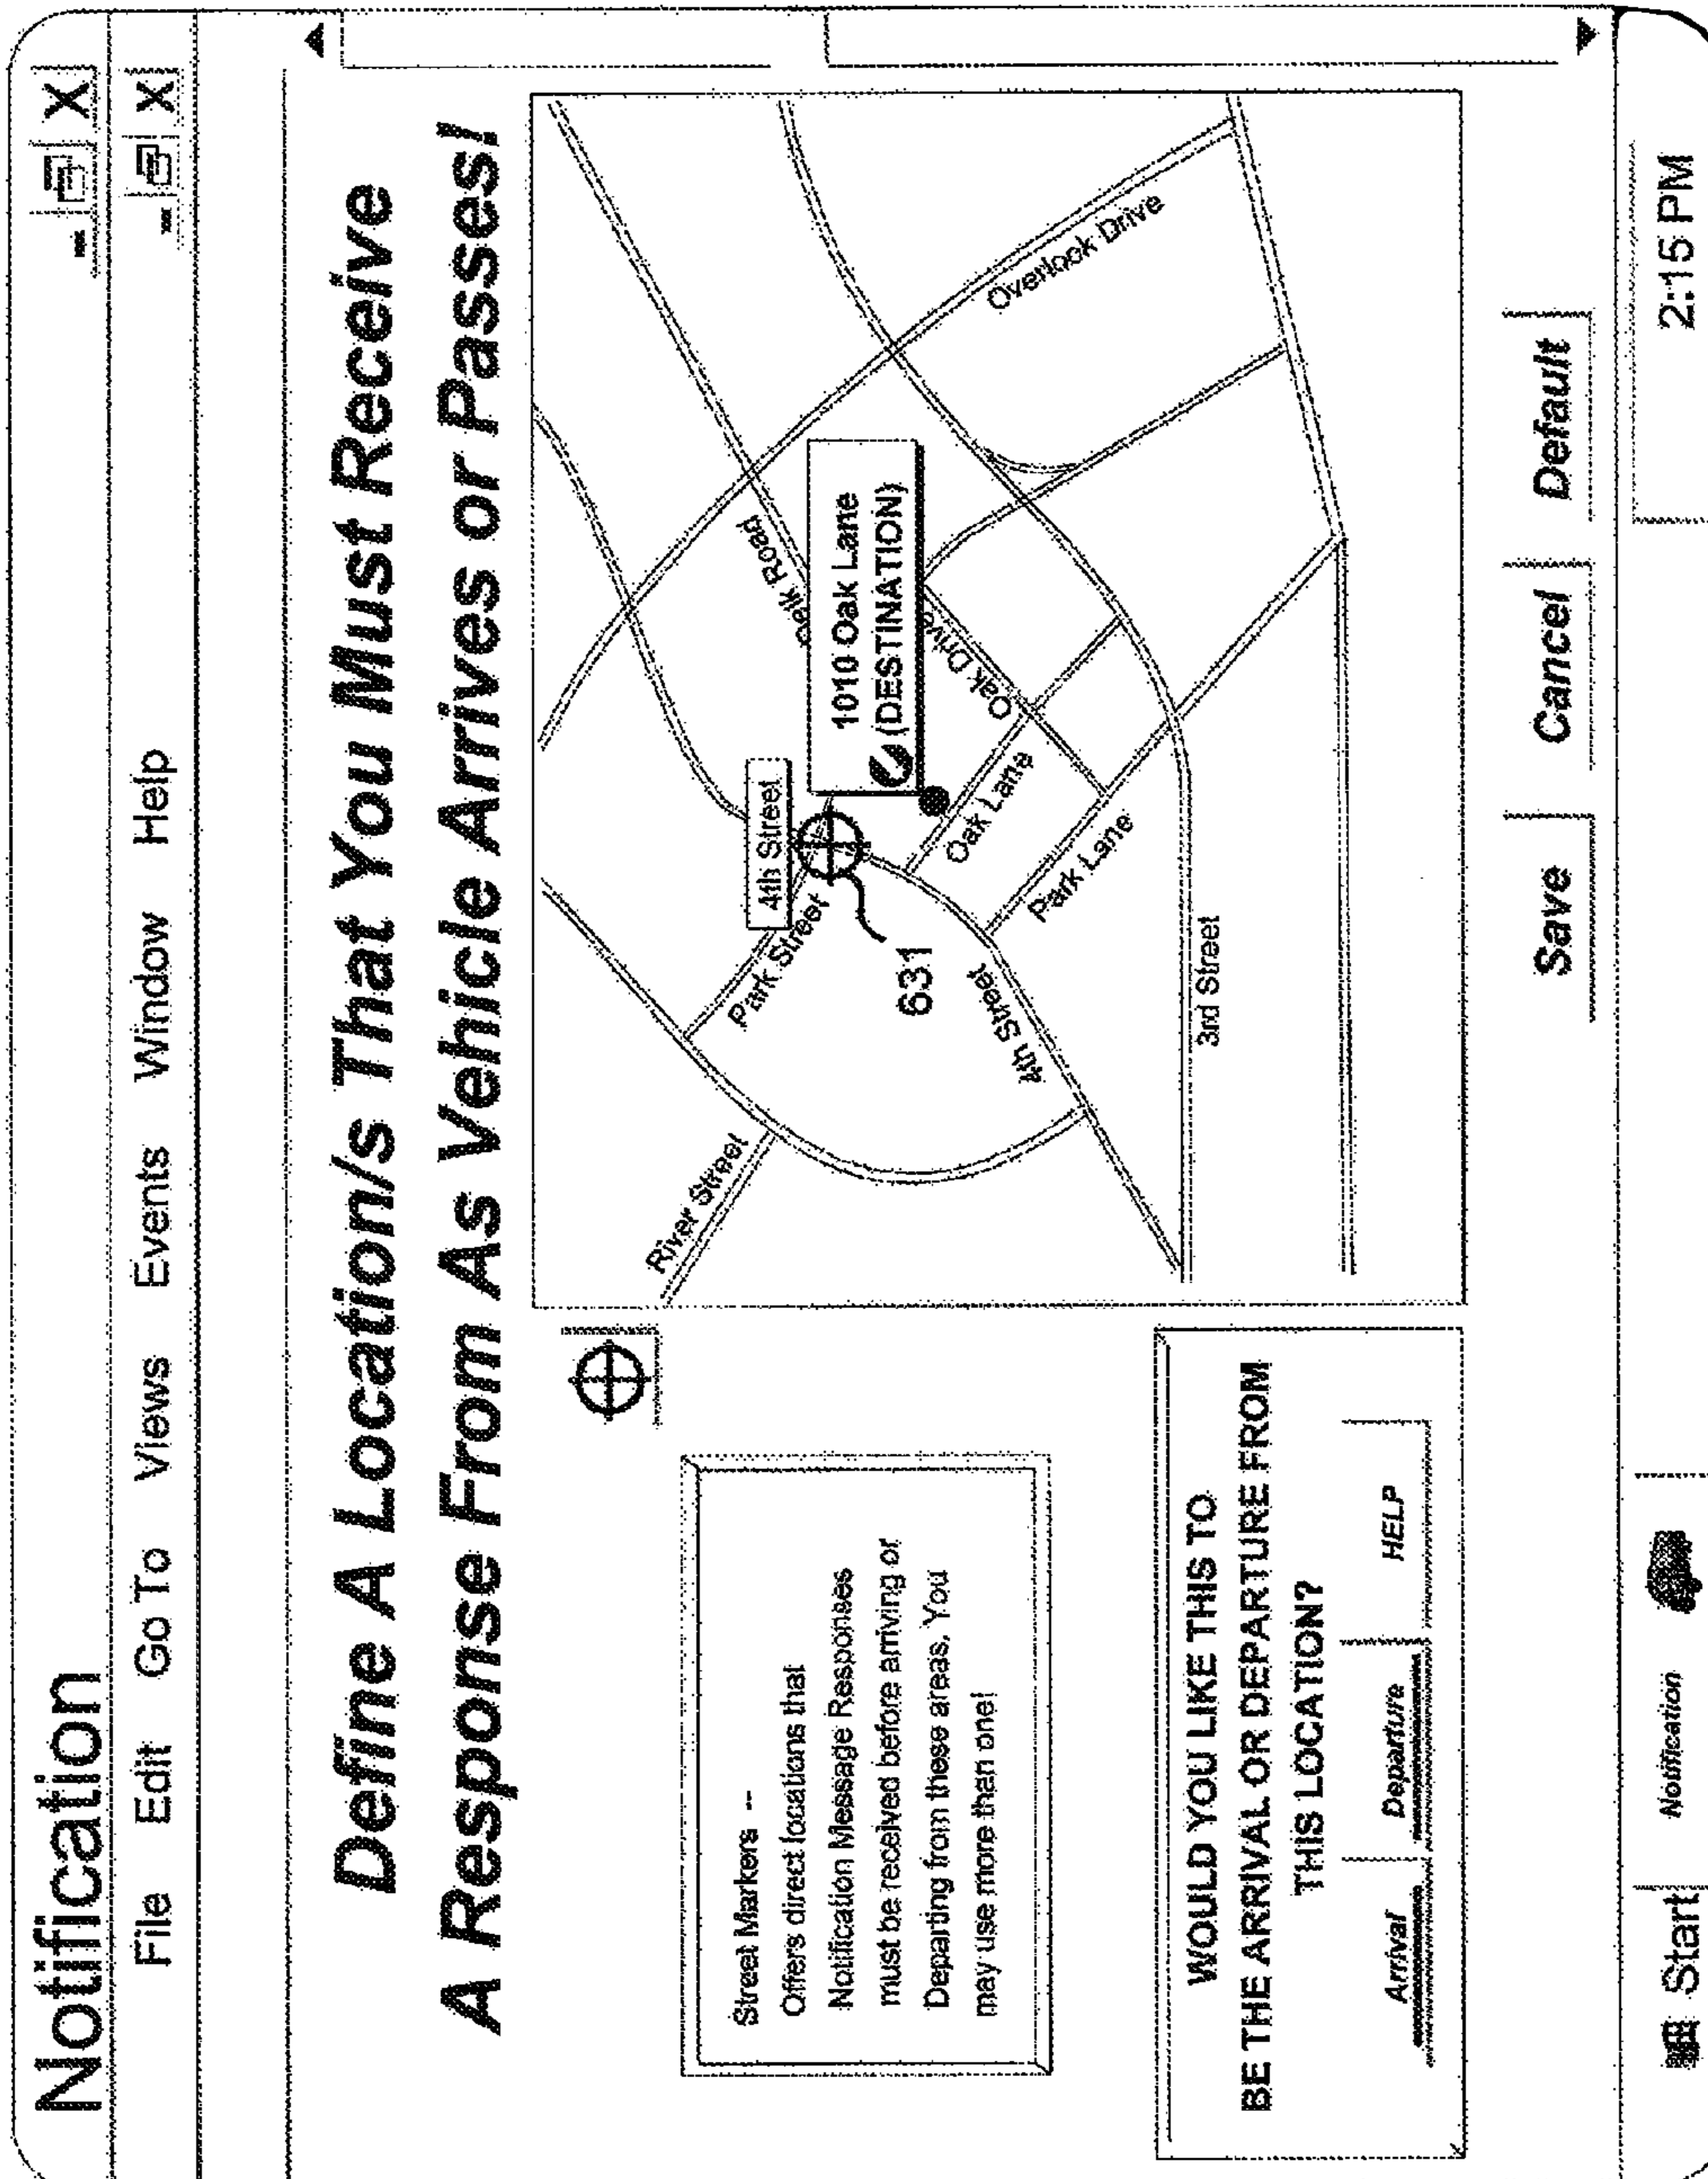 Notification
File Edit Go To Views Events Window Help
Define A Location/s That You Must Receive
A Response From As Vehicle Arrives or Passes!
Street Markers --
Offers direct locations that
Notification Message Responses
must be received before arriving or
Departing from these areas. You
may use more than one!
WOULD YOU LIKE THIS TO
BE THE ARRIVAL OR DEPARTURE FROM
THIS LOCATION?
Arrival Departure HELP
River Street
Park Street
4th Street
631
4th Street
3rd Street
Park Lane
Oak Lane
Oak Drive
1010 Oak Lane
(DESTINATION)
Delk Road
Overlook Drive
Save Cancel Default
Start Notification 2:15 PM